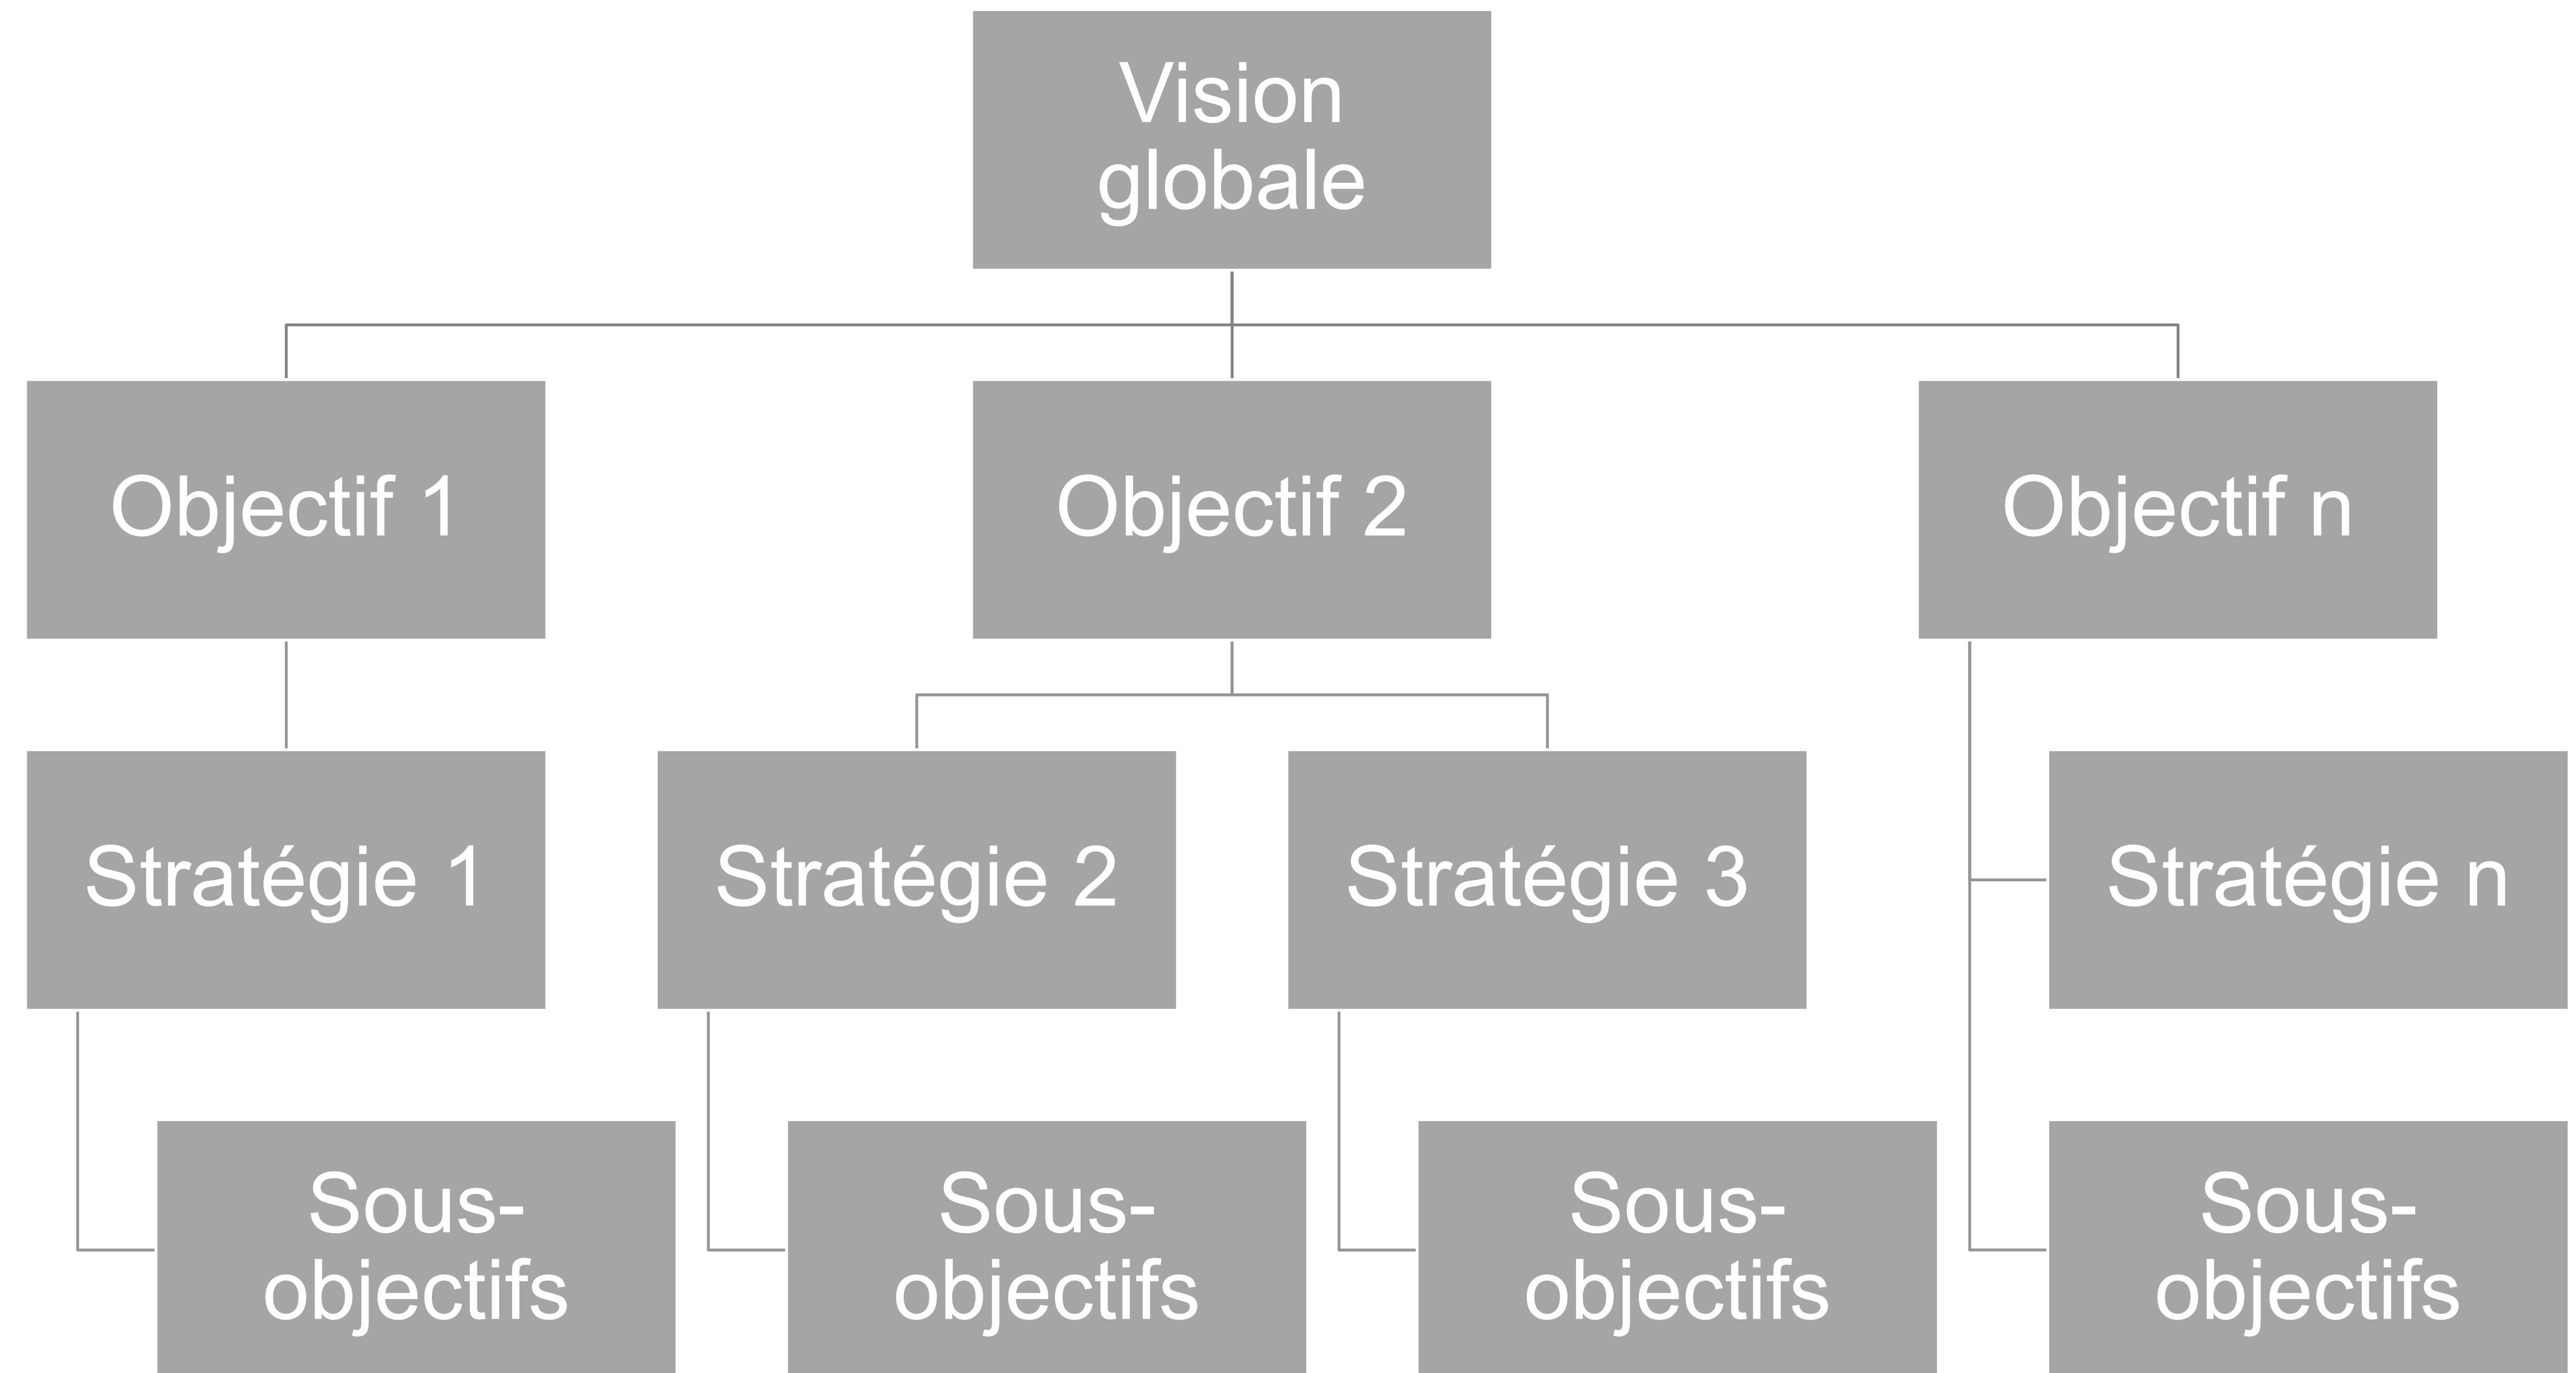 Vision
globale
Objectif 1
Objectif 2
Objectif n
Stratégie 1
Stratégie 2
Stratégie 3
Stratégie n
Sous-
objectifs
Sous-
objectifs
Sous-
objectifs
Sous-
objectifs